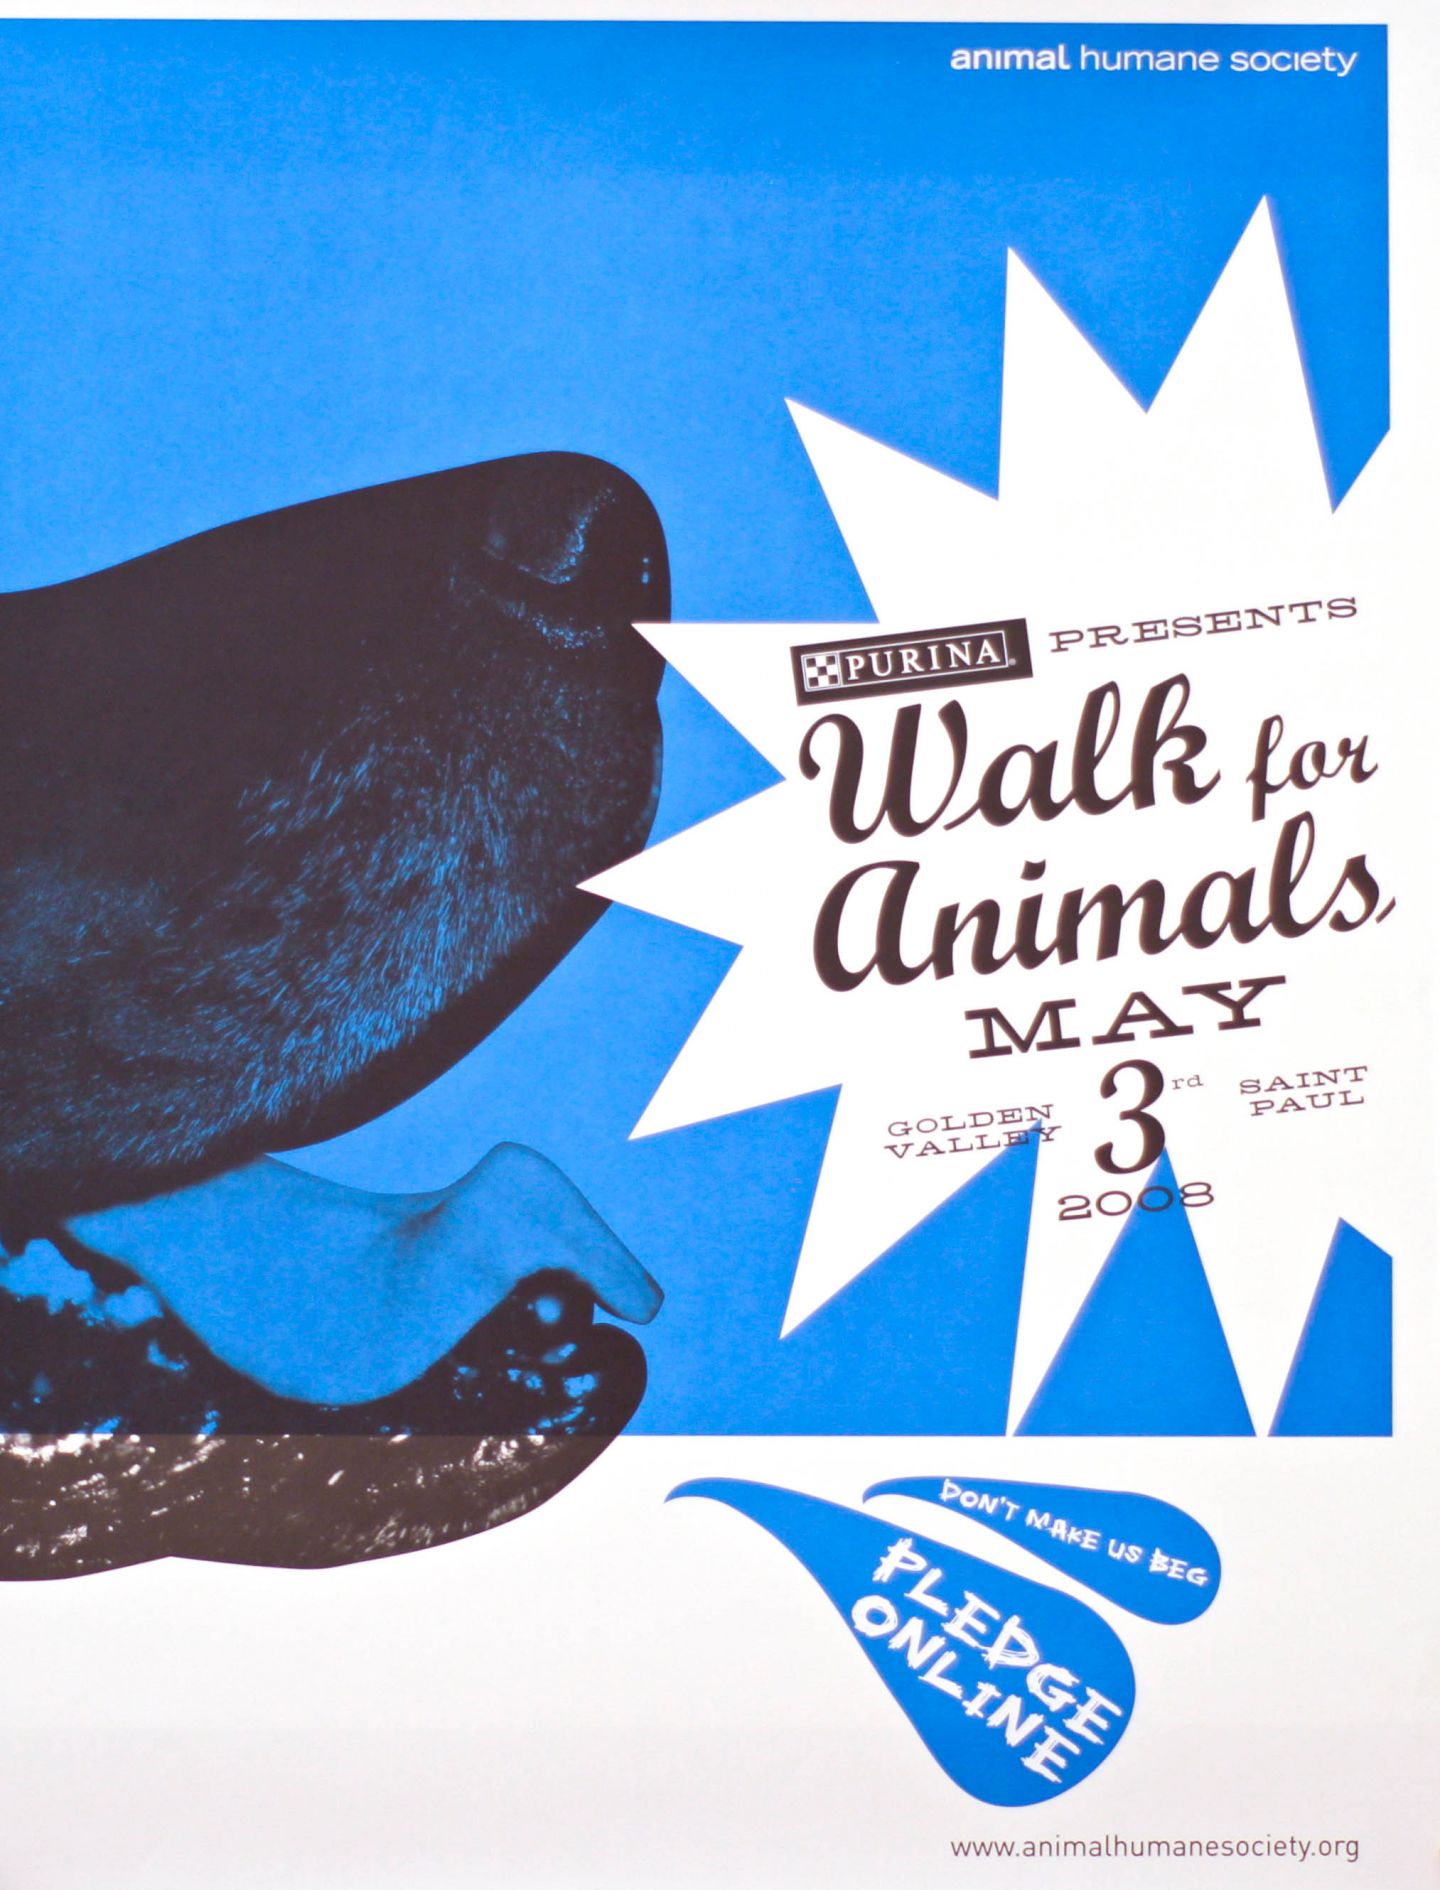 animal humane society
PURINA® PRESENTS
Walk for
Animals,
MAY
GOLDEN
VALLEY
3rd
SAINT
PAUL
2008
DON'T MAKE US BEG
PLEDGE
ONLINE
www.animalhumanesociety.org